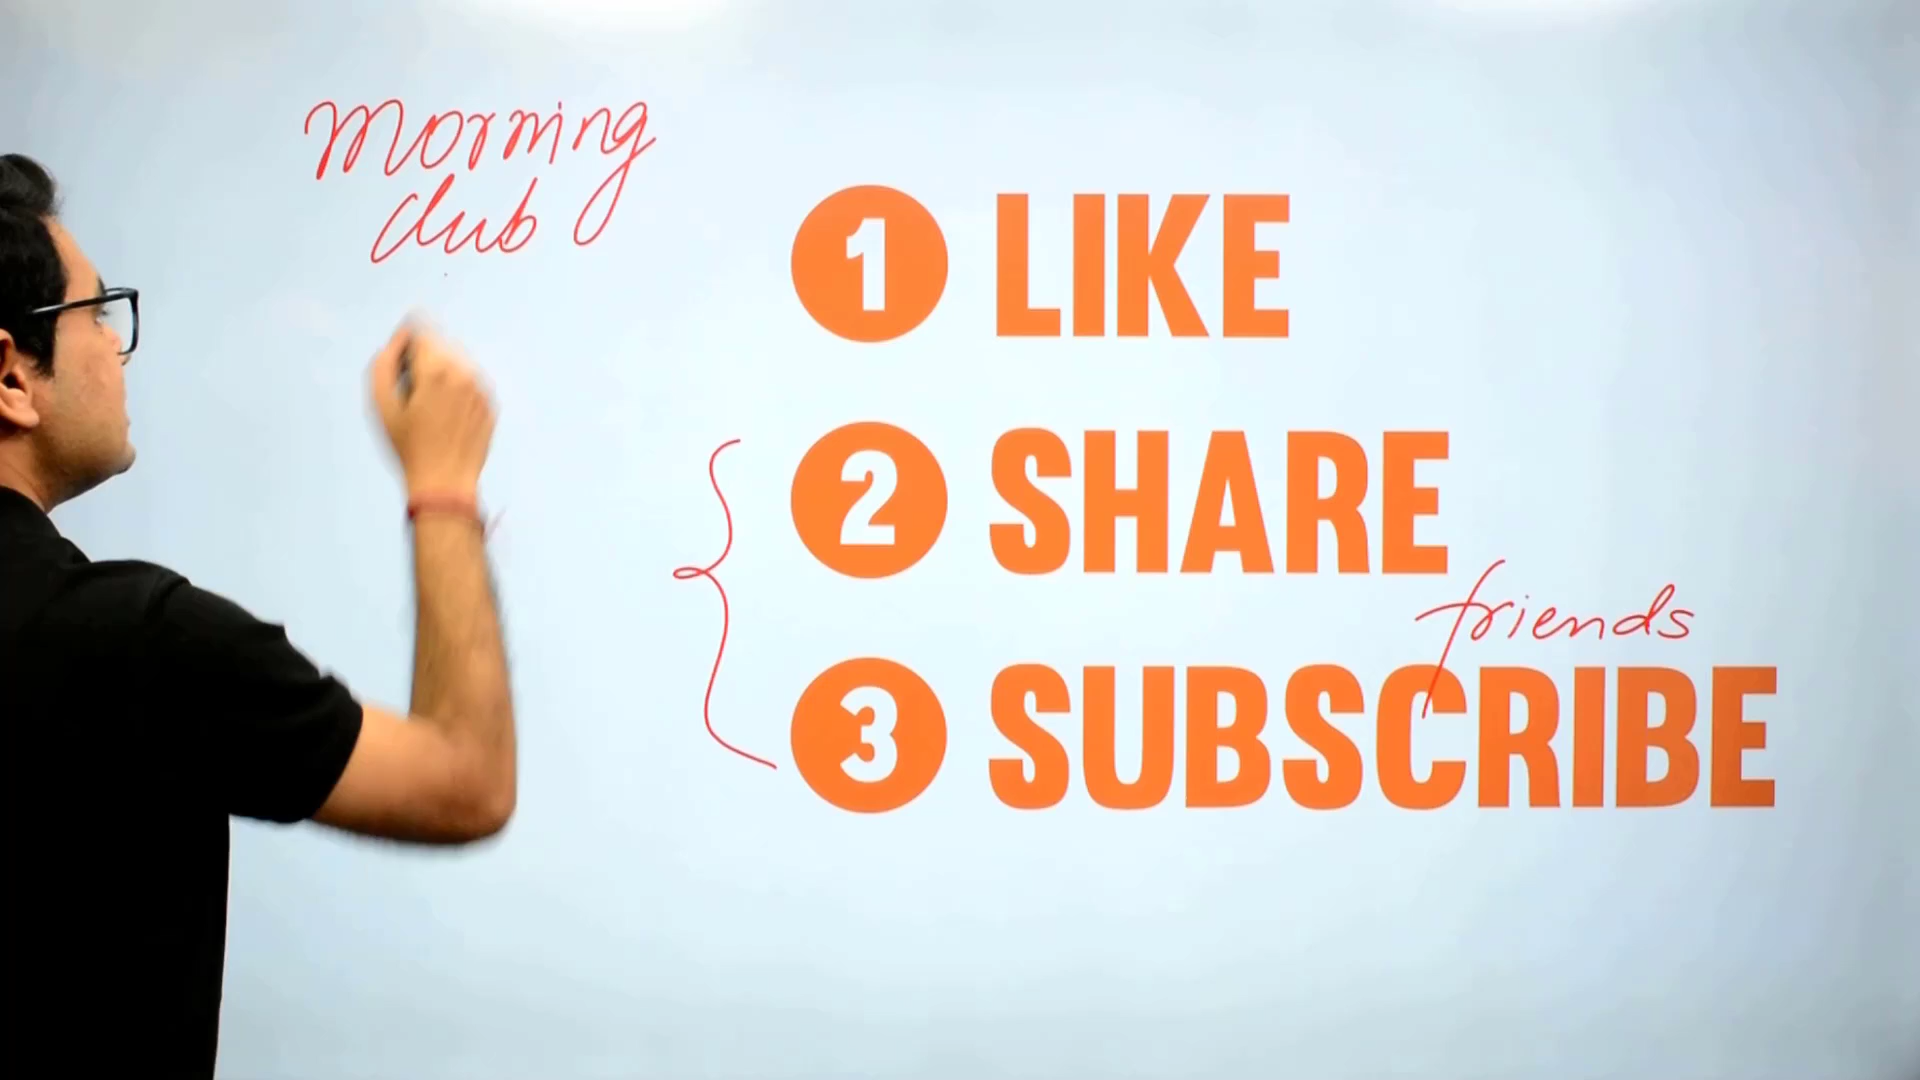 Morning
club
1 LIKE
2 SHARE
friends
3 SUBSCRIBE